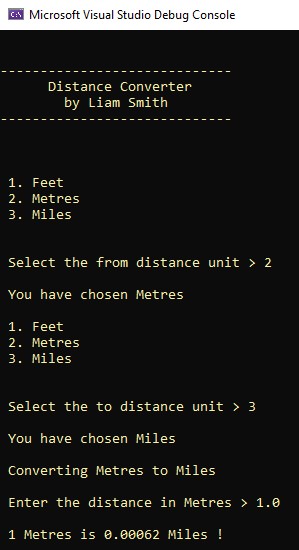 C:\ Microsoft Visual Studio Debug Console
-----------------------------
Distance Converter
by Liam Smith
-----------------------------
1. Feet
2. Metres
3. Miles
Select the from distance unit > 2
You have chosen Metres
1. Feet
2. Metres
3. Miles
Select the to distance unit > 3
You have chosen Miles
Converting Metres to Miles
Enter the distance in Metres > 1.0
1 Metres is 0.00062 Miles !